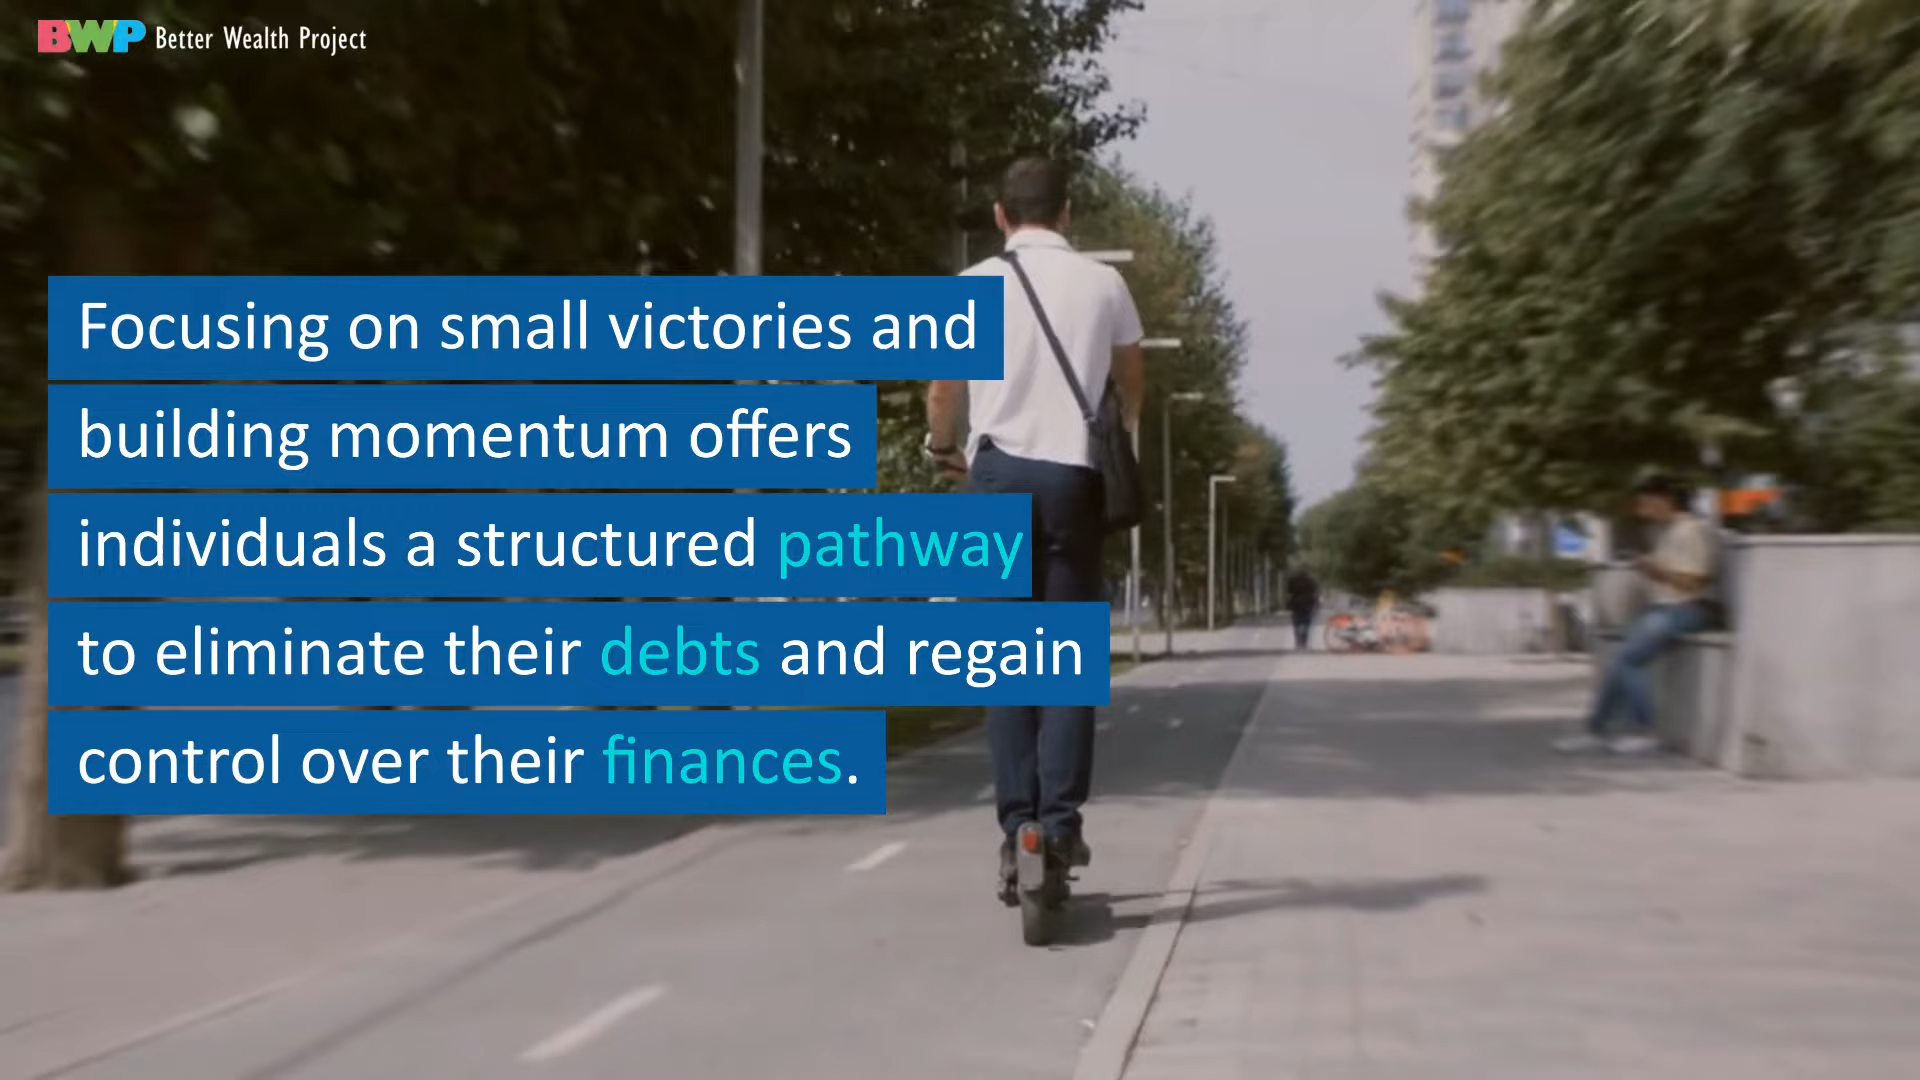 BWP Better Wealth Project
Focusing on small victories and
building momentum offers
individuals a structured pathway
to eliminate their debts and regain
control over their finances.